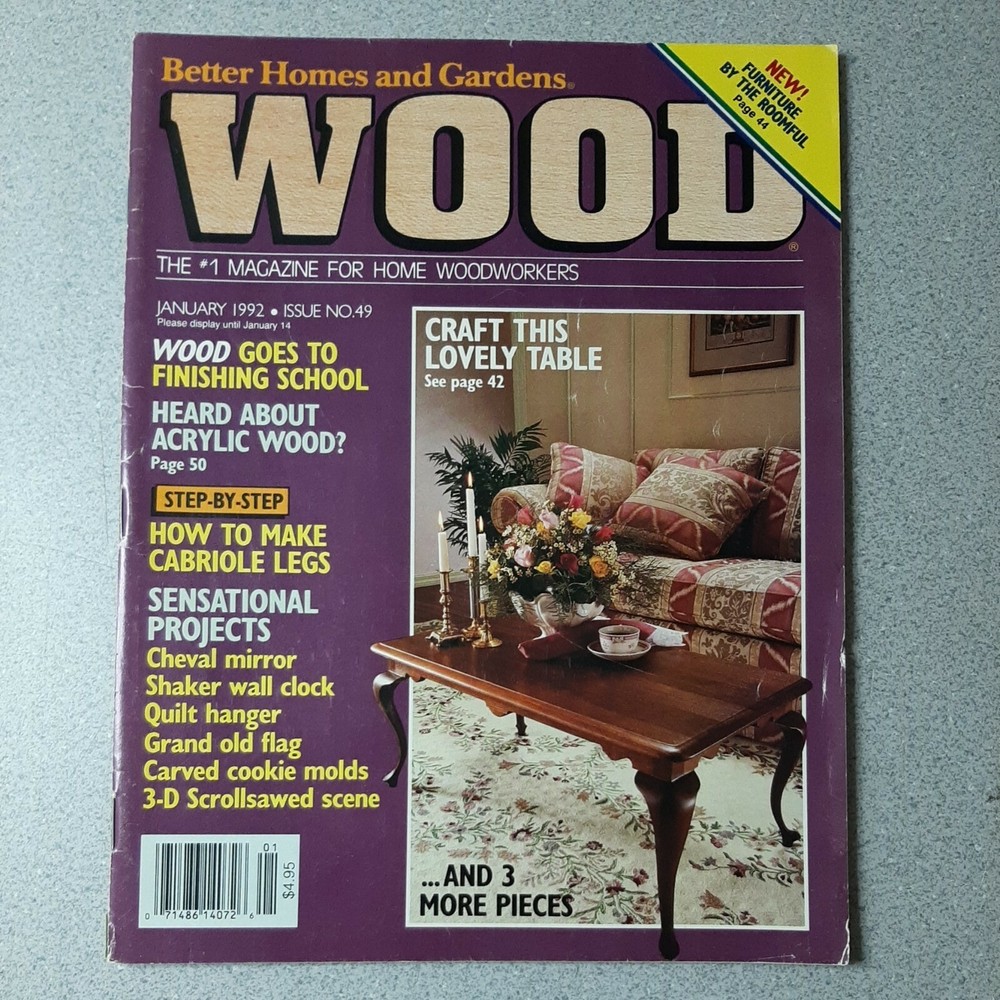 Better Homes and Gardens®
WOOD®
NEW!
FURNITURE
BY THE ROOMFUL
Page 44
THE #1 MAGAZINE FOR HOME WOODWORKERS
JANUARY 1992 • ISSUE NO.49
Please display until January 14
WOOD GOES TO
FINISHING SCHOOL
HEARD ABOUT
ACRYLIC WOOD?
Page 50
STEP-BY-STEP
HOW TO MAKE
CABRIOLE LEGS
SENSATIONAL
PROJECTS
Cheval mirror
Shaker wall clock
Quilt hanger
Grand old flag
Carved cookie molds
3-D Scrollsawed scene
CRAFT THIS
LOVELY TABLE
See page 42
...AND 3
MORE PIECES
01
$4.95
0 71486 14072 6